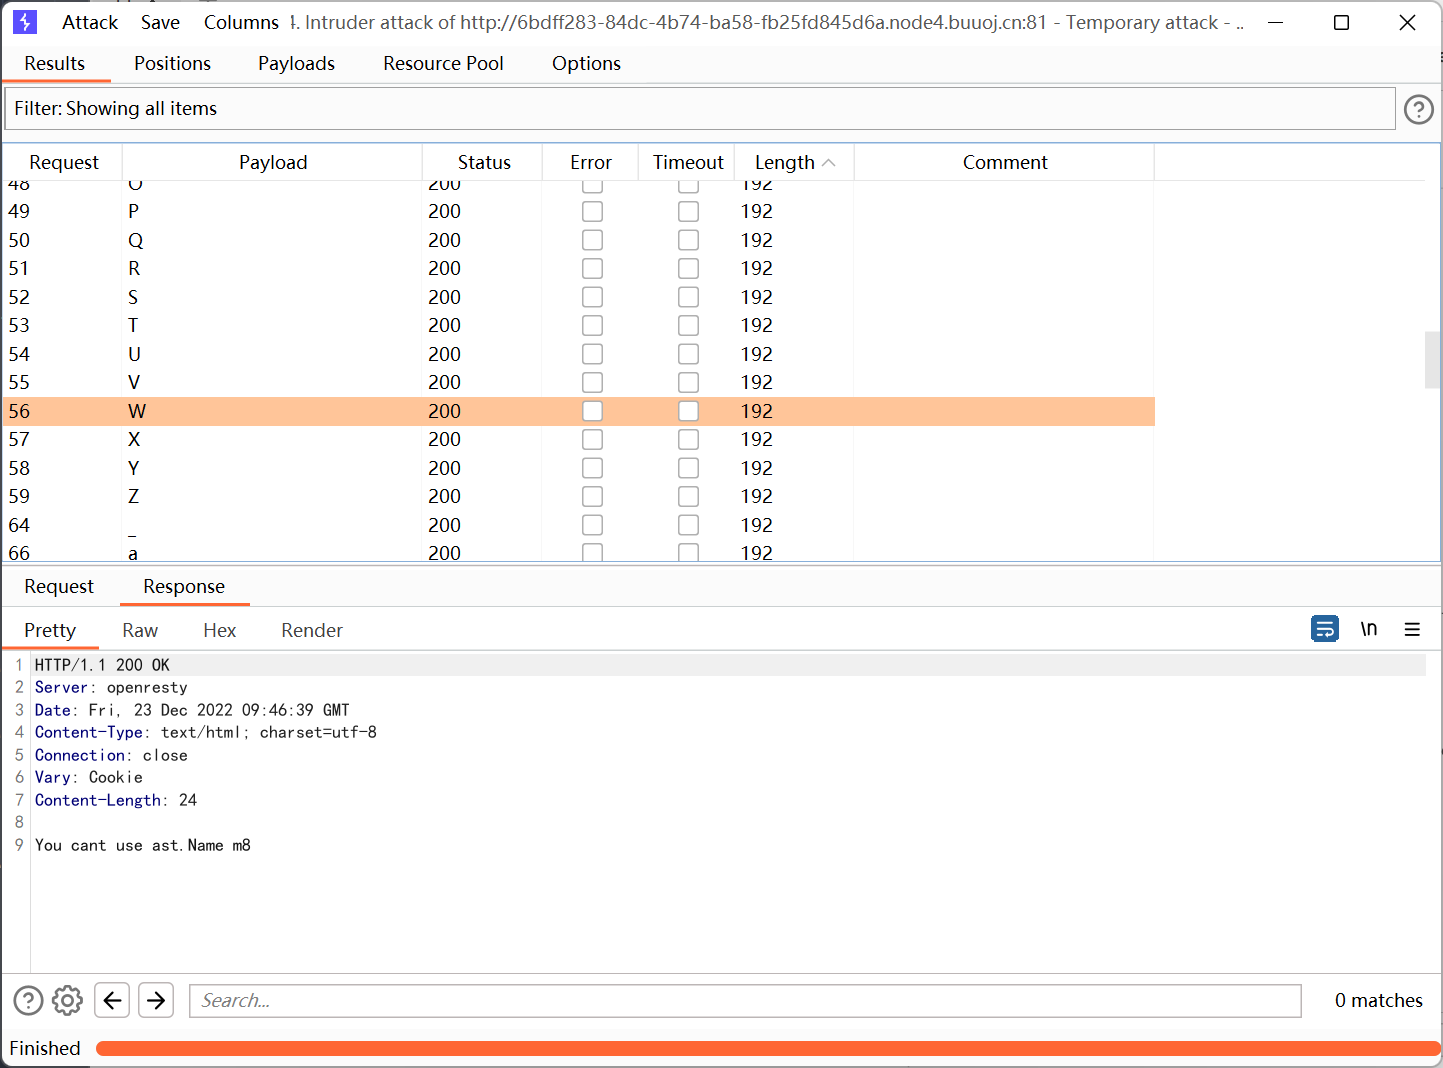 Attack Save Columns 4. Intruder attack of http://6bdff283-84dc-4b74-ba58-fb25fd845d6a.node4.buuoj.cn:81 - Temporary attack - ..
Results Positions Payloads Resource Pool Options
Filter: Showing all items
Request Payload Status Error Timeout Length Comment
48 O 200 192
49 P 200 192
50 Q 200 192
51 R 200 192
52 S 200 192
53 T 200 192
54 U 200 192
55 V 200 192
56 W 200 192
57 X 200 192
58 Y 200 192
59 Z 200 192
64 _ 200 192
66 a 200 192
Request Response
Pretty Raw Hex Render \n
1 HTTP/1.1 200 OK
2 Server: openresty
3 Date: Fri, 23 Dec 2022 09:46:39 GMT
4 Content-Type: text/html; charset=utf-8
5 Connection: close
6 Vary: Cookie
7 Content-Length: 24
8
9 You cant use ast.Name m8
Search... 0 matches
Finished